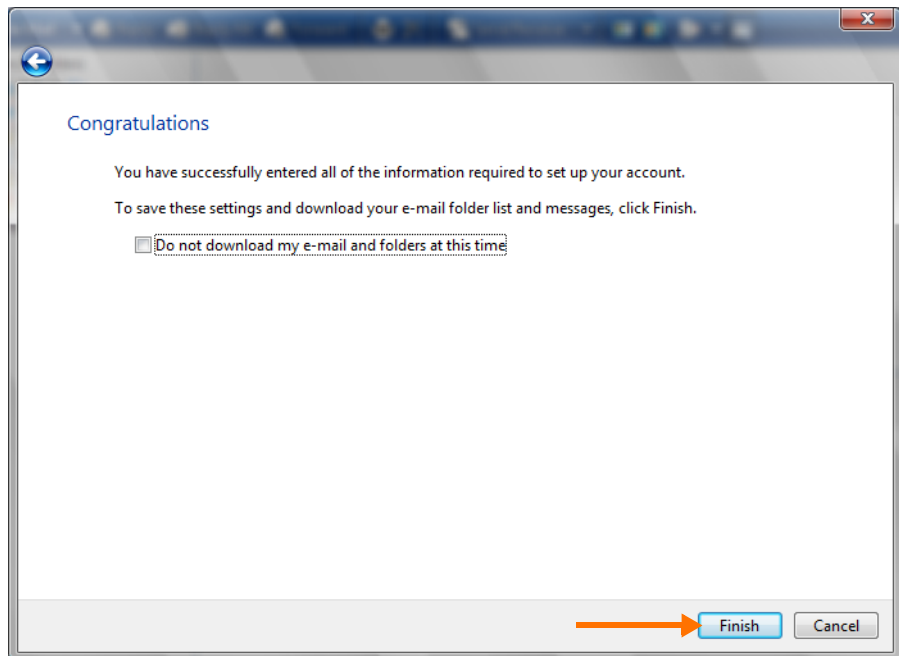 Congratulations
You have successfully entered all of the information required to set up your account.
To save these settings and download your e-mail folder list and messages, click Finish.
Do not download my e-mail and folders at this time
Finish Cancel